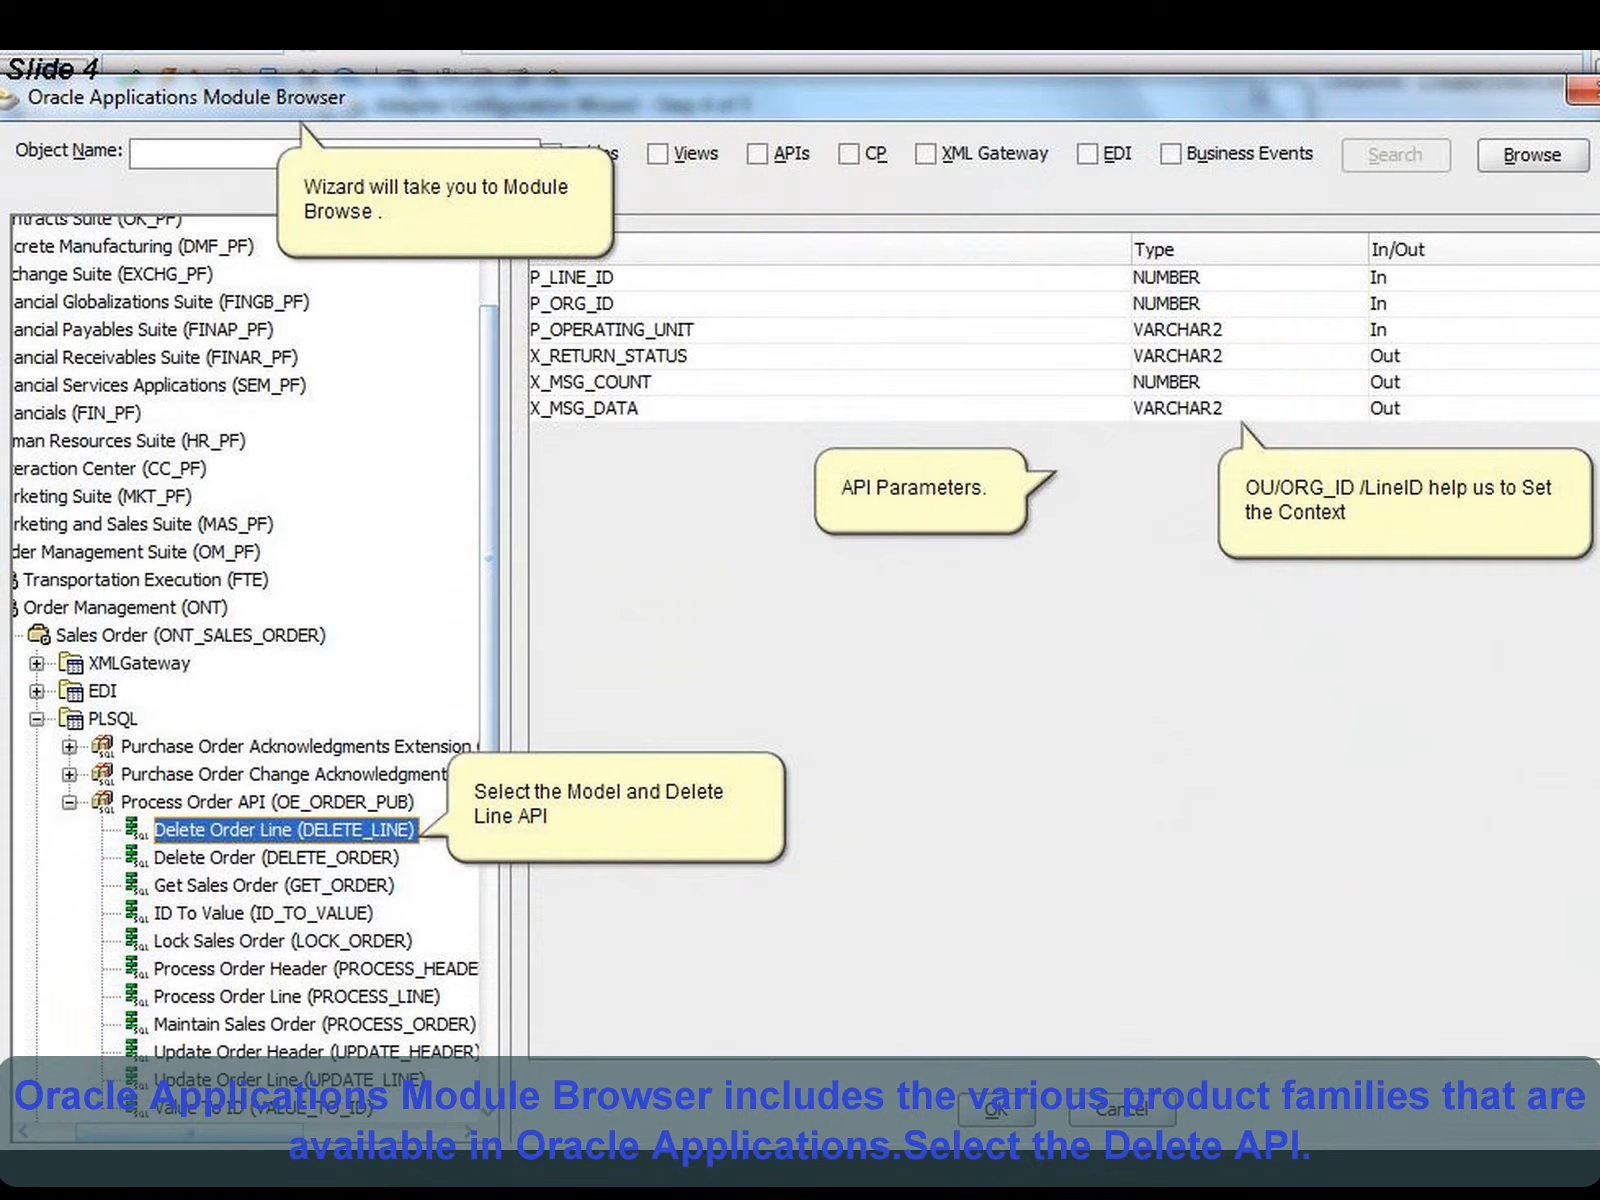 Slide 4
Oracle Applications Module Browser
Object Name:
Views
APIs
CP
XML Gateway
EDI
Business Events
Search
Browse
Wizard will take you to Module
Browse .
ntracts Suite (OK_PF)
crete Manufacturing (DMF_PF)
change Suite (EXCHG_PF)
ancial Globalizations Suite (FINGB_PF)
ancial Payables Suite (FINAP_PF)
ancial Receivables Suite (FINAR_PF)
ancial Services Applications (SEM_PF)
ancials (FIN_PF)
man Resources Suite (HR_PF)
eraction Center (CC_PF)
rketing Suite (MKT_PF)
rketing and Sales Suite (MAS_PF)
der Management Suite (OM_PF)
Transportation Execution (FTE)
Order Management (ONT)
Sales Order (ONT_SALES_ORDER)
XMLGateway
EDI
PLSQL
Purchase Order Acknowledgments Extension (
Purchase Order Change Acknowledgment
Process Order API (OE_ORDER_PUB)
Delete Order Line (DELETE_LINE)
Delete Order (DELETE_ORDER)
Get Sales Order (GET_ORDER)
ID To Value (ID_TO_VALUE)
Lock Sales Order (LOCK_ORDER)
Process Order Header (PROCESS_HEADE
Process Order Line (PROCESS_LINE)
Maintain Sales Order (PROCESS_ORDER)
Update Order Header (UPDATE_HEADER)
Update Order Line (UPDATE_LINE)
Value To ID (VALUE_TO_ID)
Type In/Out
P_LINE_ID NUMBER In
P_ORG_ID NUMBER In
P_OPERATING_UNIT VARCHAR2 In
X_RETURN_STATUS VARCHAR2 Out
X_MSG_COUNT NUMBER Out
X_MSG_DATA VARCHAR2 Out
API Parameters.
OU/ORG_ID /LineID help us to Set
the Context
Select the Model and Delete
Line API
OK
Cancel
Oracle Applications Module Browser includes the various product families that are
available in Oracle Applications.Select the Delete API.